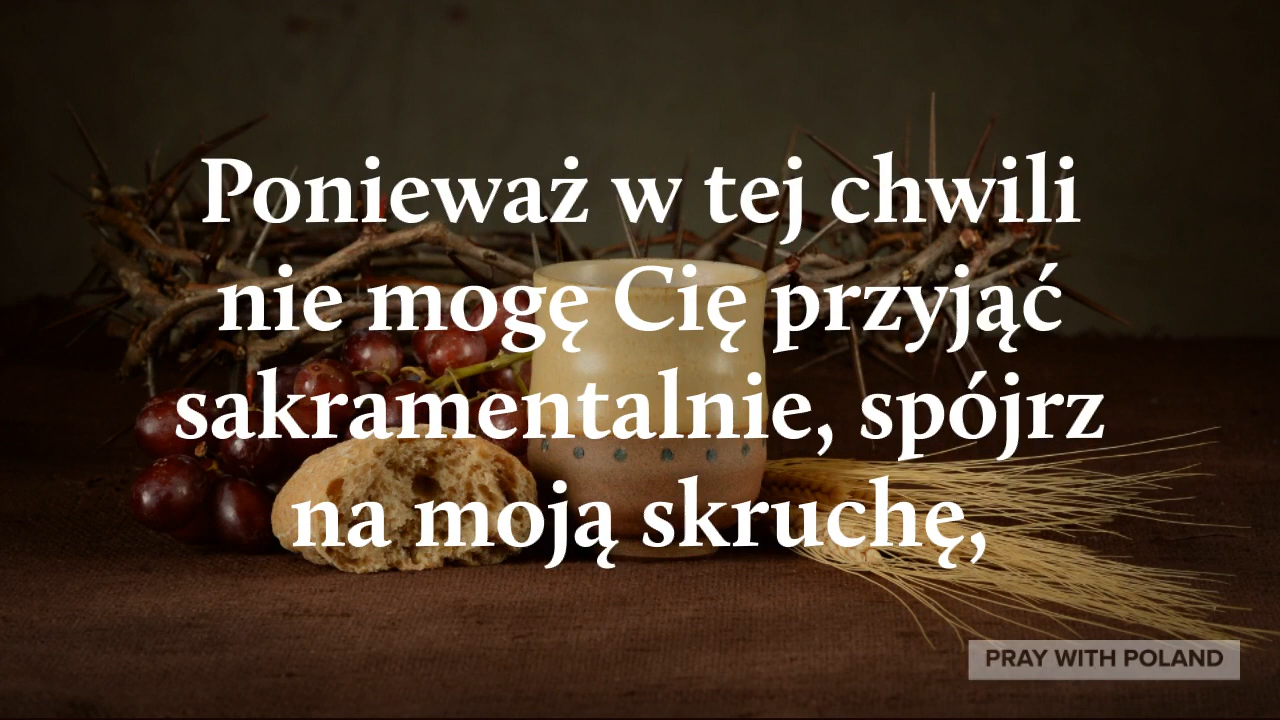 Ponieważ w tej chwili
nie mogę Cię przyjąć
sakramentalnie, spójrz
na moją skruchę,
PRAY WITH POLAND